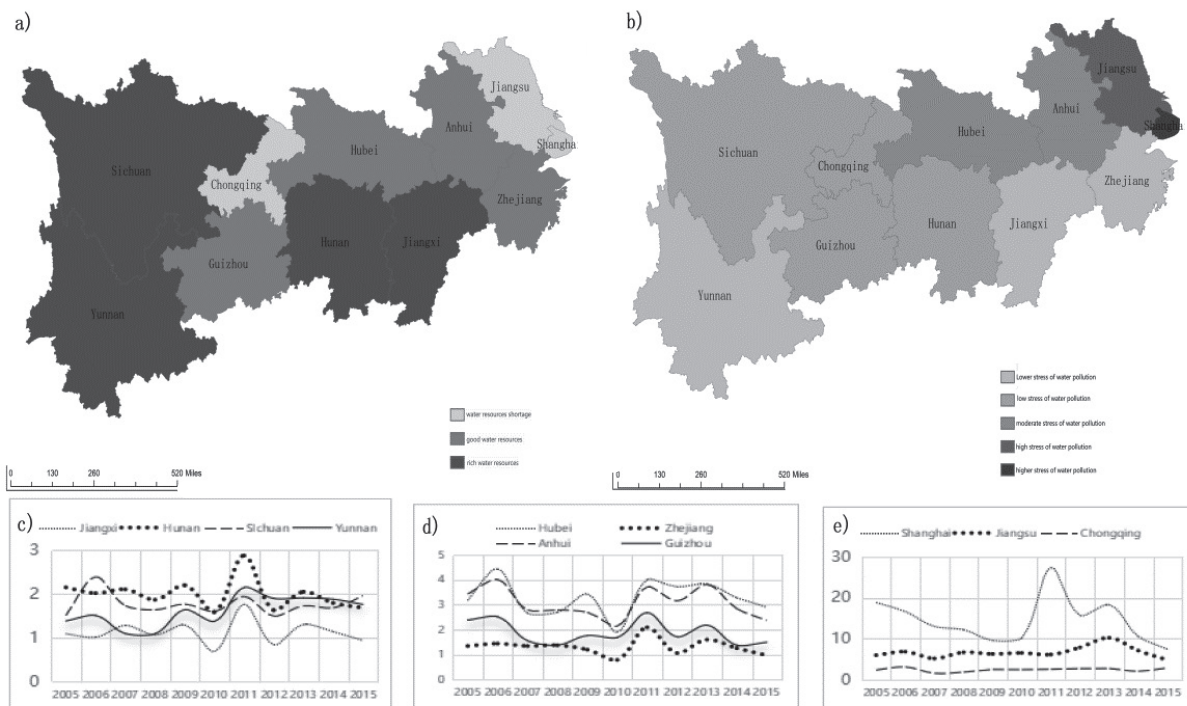 a)
Jiangsu
Anhui
Shangha
Hubei
Sichuan
Chongqing
Zhejiang
Hunan
Jiangxi
Guizhou
Yunnan
water resources shortage
good water resources
rich water resources
0 130 260 520 Miles
b)
Jiangsu
Anhui
Shanghai
Hubei
Sichuan
Chongqing
Zhejiang
Hunan
Jiangxi
Guizhou
Yunnan
Lower stress of water pollution
low stress of water pollution
moderate stress of water pollution
high stress of water pollution
higher stress of water pollution
0 130 260 520 Miles
c)
Jiangxi Hunan Sichuan Yunnan
3
2
1
0
2005 2006 2007 2008 2009 2010 2011 2012 2013 2014 2015
d)
Hubei Zhejiang
Anhui Guizhou
5
4
3
2
1
0
2005 2006 2007 2008 2009 2010 2011 2012 2013 2014 2015
e)
Shanghai Jiangsu Chongqing
30
20
10
0
2005 2006 2007 2008 2009 2010 2011 2012 2013 2014 2015